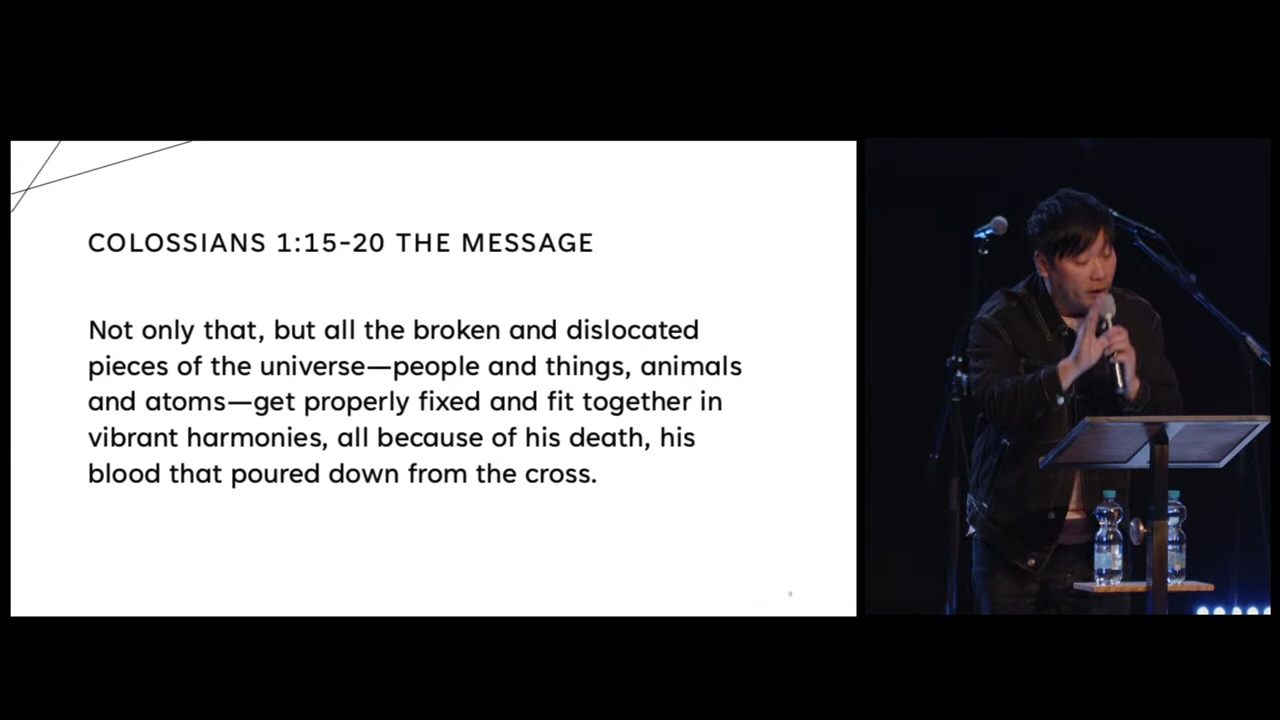 COLOSSIANS 1:15-20 THE MESSAGE
Not only that, but all the broken and dislocated
pieces of the universe—people and things, animals
and atoms—get properly fixed and fit together in
vibrant harmonies, all because of his death, his
blood that poured down from the cross.
9